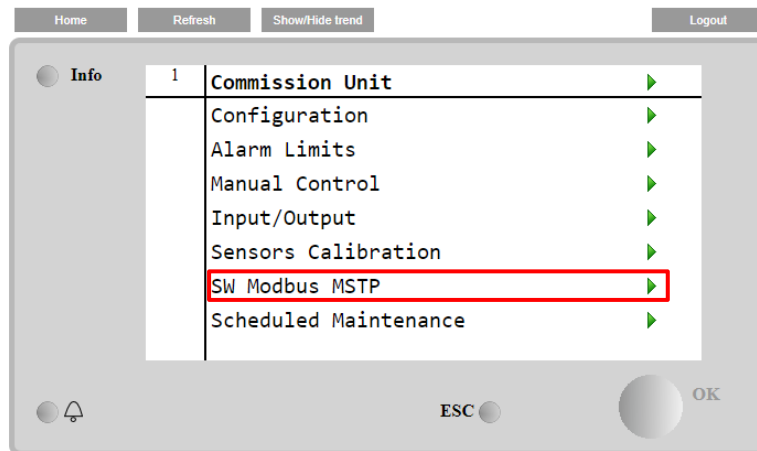 Home Refresh Show/Hide trend Logout
Info
1 Commission Unit
Configuration
Alarm Limits
Manual Control
Input/Output
Sensors Calibration
SW Modbus MSTP
Scheduled Maintenance
ESC OK